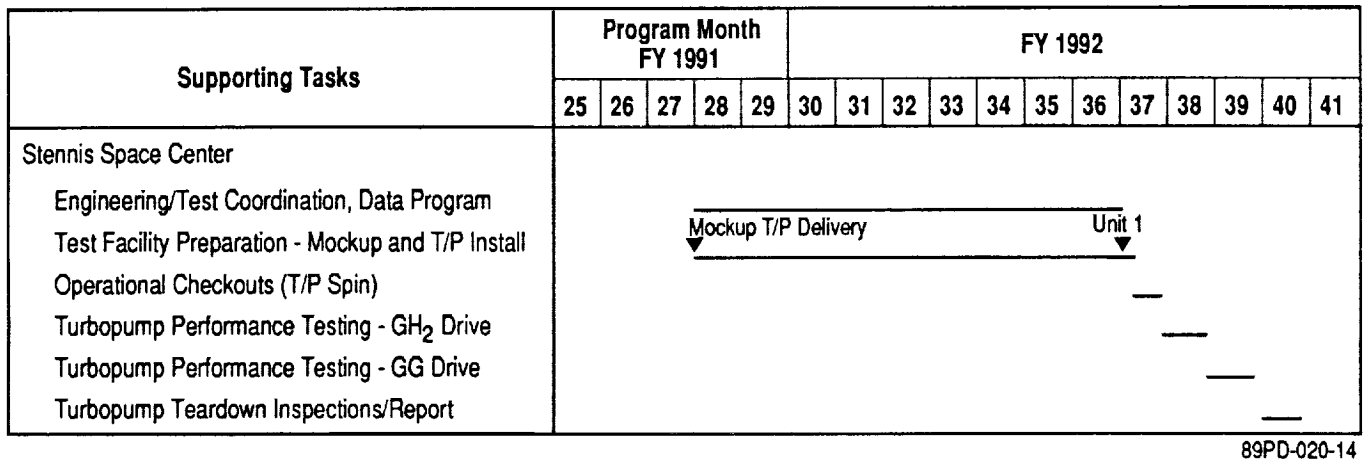 Supporting Tasks
Program Month
FY 1991
FY 1992
25 26 27 28 29 30 31 32 33 34 35 36 37 38 39 40 41
Stennis Space Center
Engineering/Test Coordination, Data Program
Mockup T/P Delivery Unit 1
Test Facility Preparation - Mockup and T/P Install
Operational Checkouts (T/P Spin)
Turbopump Performance Testing - GH₂ Drive
Turbopump Performance Testing - GG Drive
Turbopump Teardown Inspections/Report
89PD-020-14